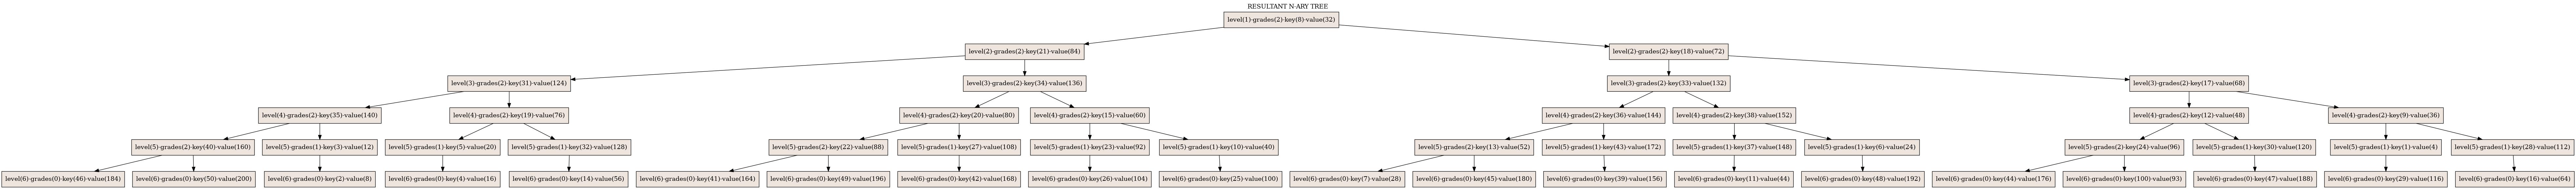 RESULTANT N-ARY TREE
level(1)-grades(2)-key(8)-value(32)
level(2)-grades(2)-key(21)-value(84)
level(2)-grades(2)-key(18)-value(72)
level(3)-grades(2)-key(31)-value(124)
level(3)-grades(2)-key(34)-value(136)
level(3)-grades(2)-key(33)-value(132)
level(3)-grades(2)-key(17)-value(68)
level(4)-grades(2)-key(35)-value(140)
level(4)-grades(2)-key(19)-value(76)
level(4)-grades(2)-key(20)-value(80)
level(4)-grades(2)-key(15)-value(60)
level(4)-grades(2)-key(36)-value(144)
level(4)-grades(2)-key(38)-value(152)
level(4)-grades(2)-key(12)-value(48)
level(4)-grades(2)-key(9)-value(36)
level(5)-grades(2)-key(40)-value(160)
level(5)-grades(1)-key(3)-value(12)
level(5)-grades(1)-key(5)-value(20)
level(5)-grades(1)-key(32)-value(128)
level(5)-grades(2)-key(22)-value(88)
level(5)-grades(1)-key(27)-value(108)
level(5)-grades(1)-key(23)-value(92)
level(5)-grades(1)-key(10)-value(40)
level(5)-grades(2)-key(13)-value(52)
level(5)-grades(1)-key(43)-value(172)
level(5)-grades(1)-key(37)-value(148)
level(5)-grades(1)-key(6)-value(24)
level(5)-grades(2)-key(24)-value(96)
level(5)-grades(1)-key(30)-value(120)
level(5)-grades(1)-key(1)-value(4)
level(5)-grades(1)-key(28)-value(112)
level(6)-grades(0)-key(46)-value(184)
level(6)-grades(0)-key(50)-value(200)
level(6)-grades(0)-key(2)-value(8)
level(6)-grades(0)-key(4)-value(16)
level(6)-grades(0)-key(14)-value(56)
level(6)-grades(0)-key(41)-value(164)
level(6)-grades(0)-key(49)-value(196)
level(6)-grades(0)-key(42)-value(168)
level(6)-grades(0)-key(26)-value(104)
level(6)-grades(0)-key(25)-value(100)
level(6)-grades(0)-key(7)-value(28)
level(6)-grades(0)-key(45)-value(180)
level(6)-grades(0)-key(39)-value(156)
level(6)-grades(0)-key(11)-value(44)
level(6)-grades(0)-key(48)-value(192)
level(6)-grades(0)-key(44)-value(176)
level(6)-grades(0)-key(100)-value(93)
level(6)-grades(0)-key(47)-value(188)
level(6)-grades(0)-key(29)-value(116)
level(6)-grades(0)-key(16)-value(64)